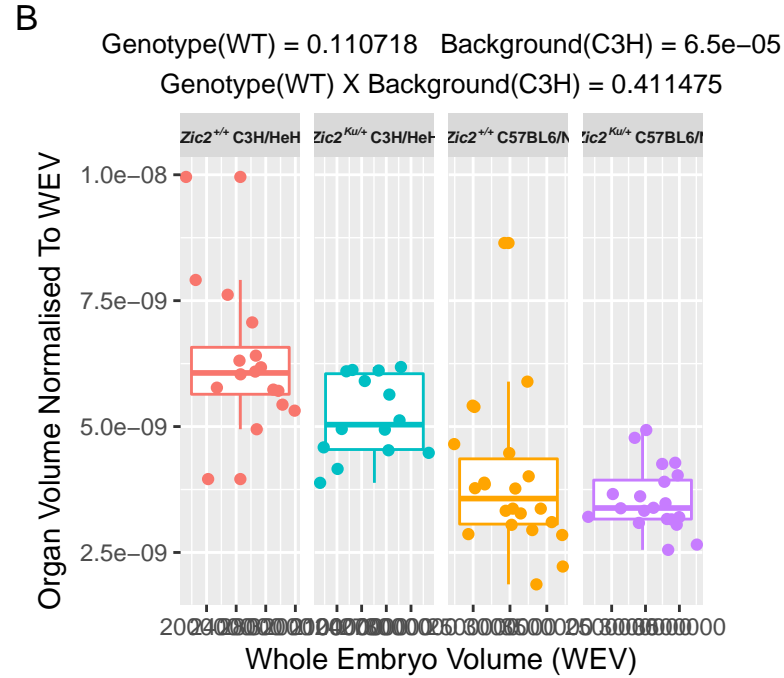 B
Genotype(WT) = 0.110718 Background(C3H) = 6.5e−05
Genotype(WT) X Background(C3H) = 0.411475
Zic2+/+ C3H/HeH
Zic2Ku/+ C3H/HeH
Zic2+/+ C57BL6/N
Zic2Ku/+ C57BL6/N
Organ Volume Normalised To WEV
1.0e−08
7.5e−09
5.0e−09
2.5e−09
Whole Embryo Volume (WEV)